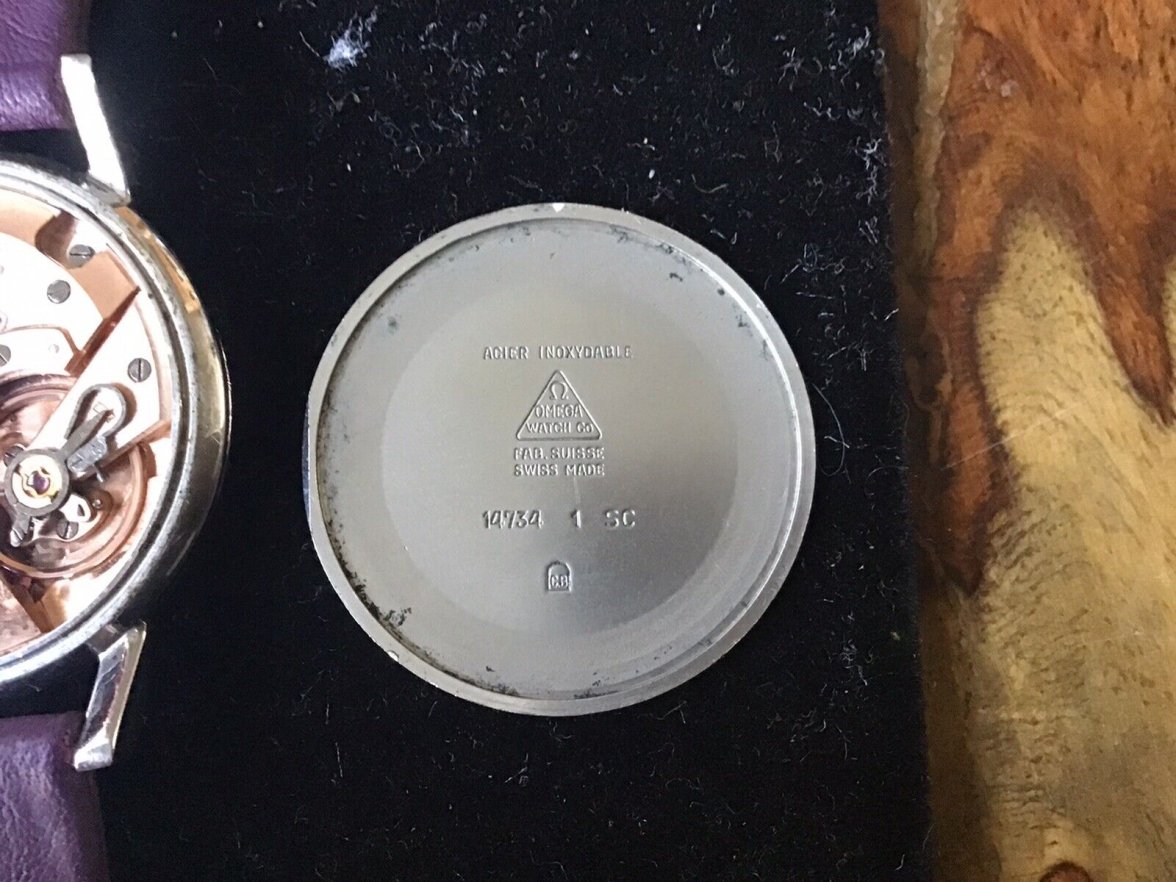 ACIER INOXYDABLE
Ω
OMEGA
WATCH Co
FAB. SUISSE
SWISS MADE
14734 1 SC
CB